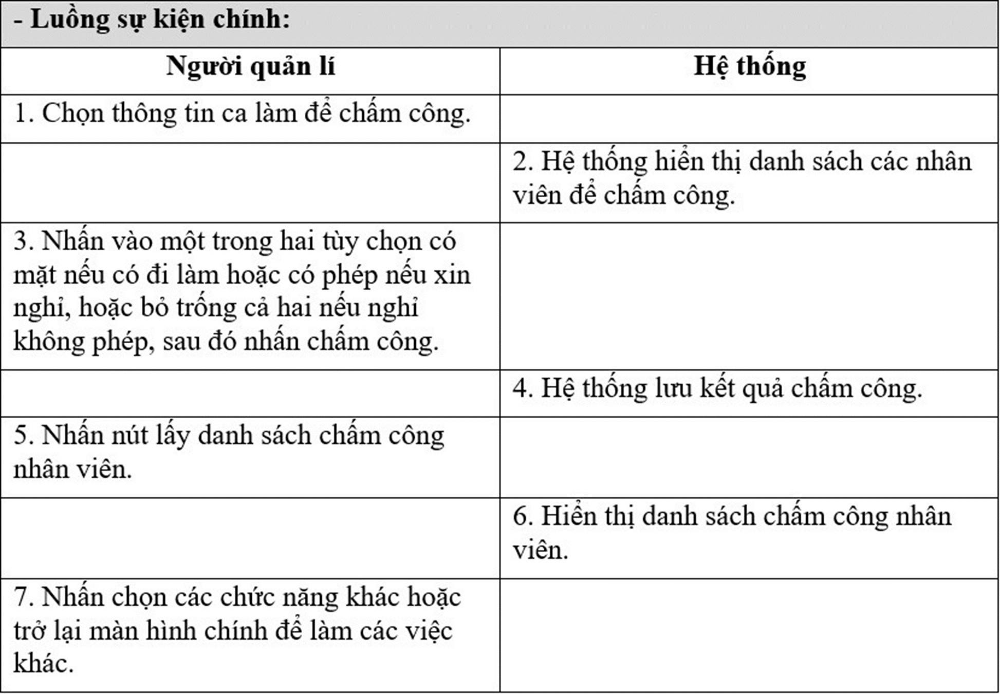 - Luồng sự kiện chính:
Người quản lí
Hệ thống
1. Chọn thông tin ca làm để chấm công.
2. Hệ thống hiển thị danh sách các nhân
viên để chấm công.
3. Nhấn vào một trong hai tùy chọn có
mặt nếu có đi làm hoặc có phép nếu xin
nghỉ, hoặc bỏ trống cả hai nếu nghỉ
không phép, sau đó nhấn chấm công.
4. Hệ thống lưu kết quả chấm công.
5. Nhấn nút lấy danh sách chấm công
nhân viên.
6. Hiển thị danh sách chấm công nhân
viên.
7. Nhấn chọn các chức năng khác hoặc
trở lại màn hình chính để làm các việc
khác.